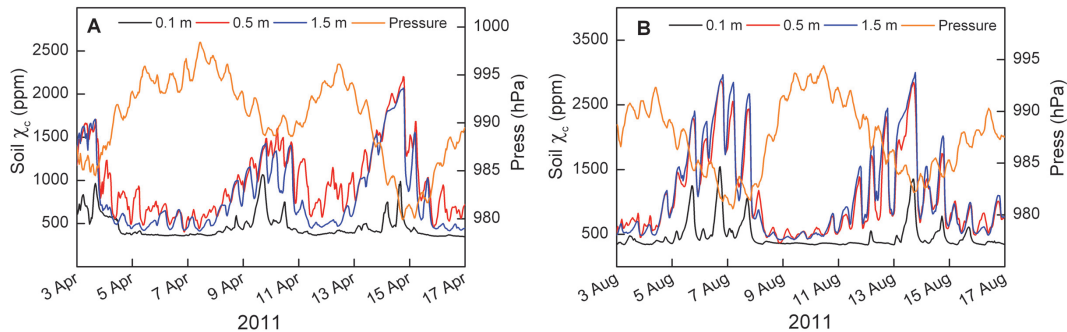 A
0.1 m 0.5 m 1.5 m Pressure
2500
2000
1500
1000
500
Soil χc (ppm)
1000
995
990
985
980
Press (hPa)
3 Apr 5 Apr 7 Apr 9 Apr 11 Apr 13 Apr 15 Apr 17 Apr
2011
B
0.1 m 0.5 m 1.5 m Pressure
3500
2500
1500
500
Soil χc (ppm)
995
990
985
980
Press (hPa)
3 Aug 5 Aug 7 Aug 9 Aug 11 Aug 13 Aug 15 Aug 17 Aug
2011